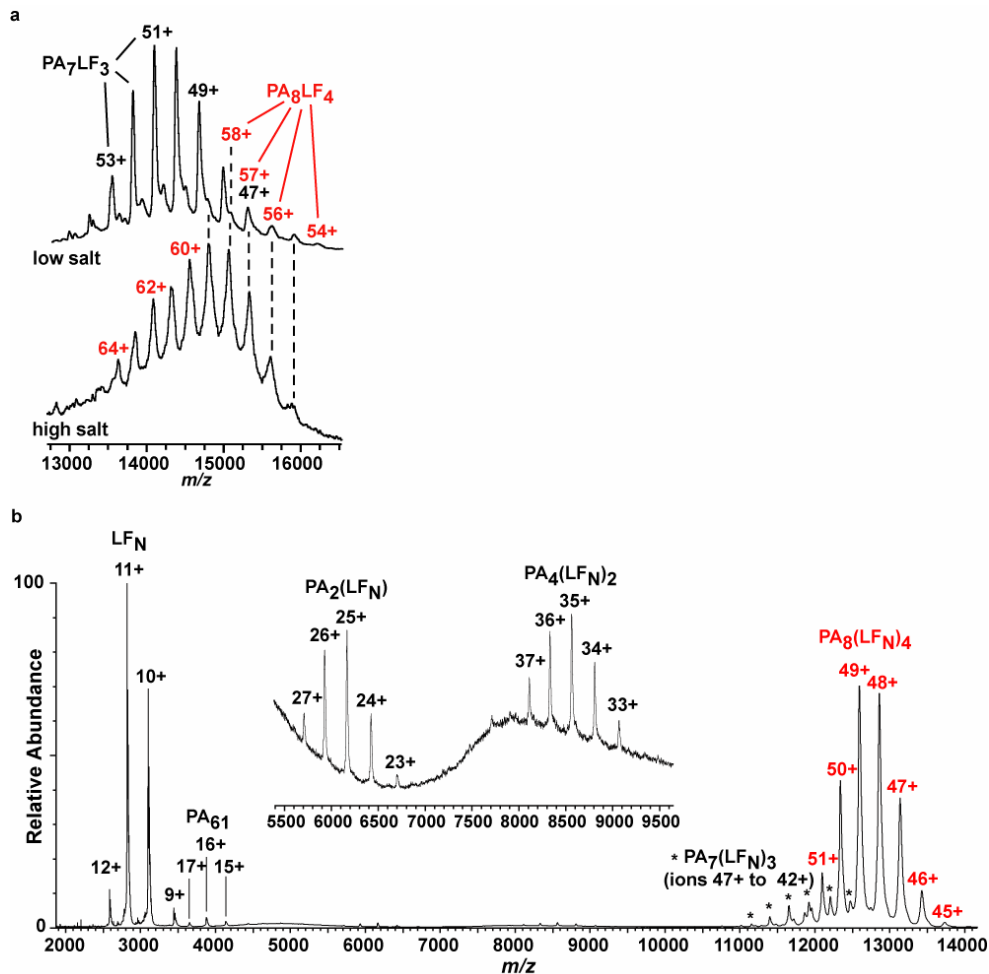 a
51+
PA7LF3
49+
PA8LF4
58+
53+
57+
47+
56+
54+
low salt
60+
62+
64+
high salt
13000 14000 15000 16000
m/z
b
LFN
11+
100
PA2(LFN)
PA4(LFN)2
25+
35+
26+
36+
PA8(LFN)4
10+
37+
34+
49+
48+
27+
24+
33+
23+
50+
47+
Relative Abundance
PA61
16+
5500 6000 6500 7000 7500 8000 8500 9000 9500
12+
17+
15+
* PA7(LFN)3
(ions 47+ to 42+)
51+
46+
9+
* * * * * *
45+
0
2000 3000 4000 5000 6000 7000 8000 9000 10000 11000 12000 13000 14000
m/z